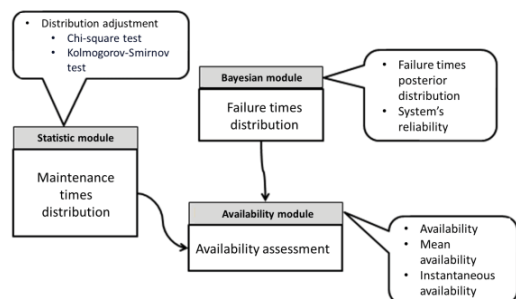 • Distribution adjustment
• Chi-square test
• Kolmogorov-Smirnov
test
Statistic module
Maintenance
times
distribution
Bayesian module
Failure times
distribution
• Failure times
posterior
distribution
• System's
reliability
Availability module
Availability assessment
• Availability
• Mean
availability
• Instantaneous
availability